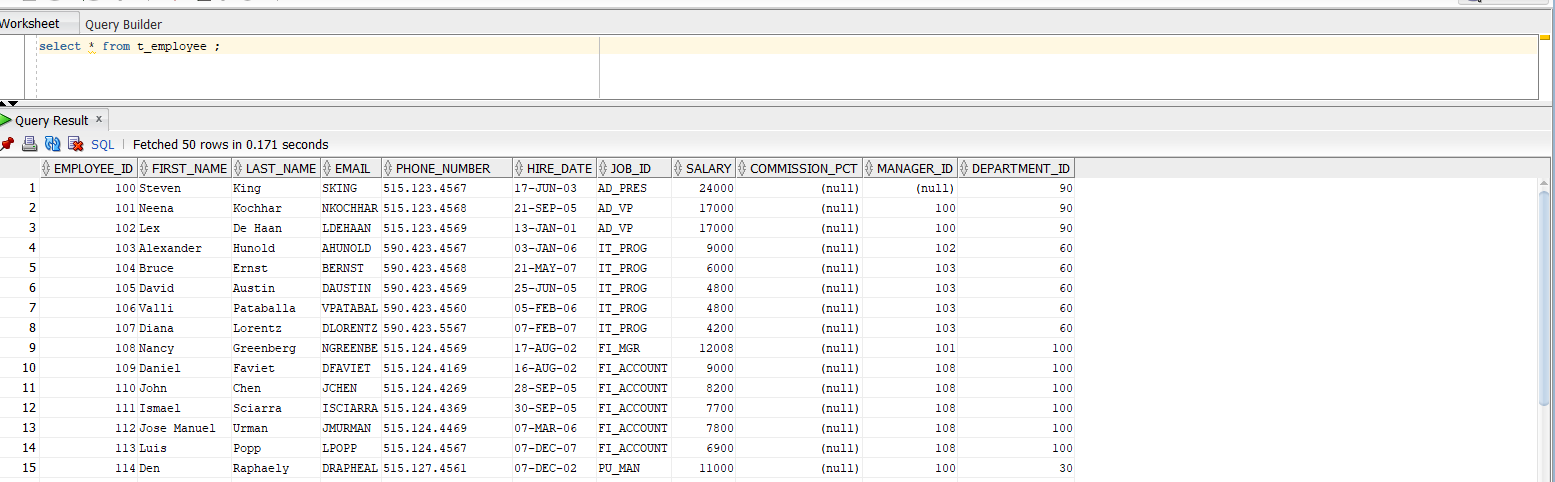 Worksheet Query Builder
select * from t_employee ;
Query Result x
SQL | Fetched 50 rows in 0.171 seconds
EMPLOYEE_ID FIRST_NAME LAST_NAME EMAIL PHONE_NUMBER HIRE_DATE JOB_ID SALARY COMMISSION_PCT MANAGER_ID DEPARTMENT_ID
1 100 Steven King SKING 515.123.4567 17-JUN-03 AD_PRES 24000 (null) (null) 90
2 101 Neena Kochhar NKOCHHAR 515.123.4568 21-SEP-05 AD_VP 17000 (null) 100 90
3 102 Lex De Haan LDEHAAN 515.123.4569 13-JAN-01 AD_VP 17000 (null) 100 90
4 103 Alexander Hunold AHUNOLD 590.423.4567 03-JAN-06 IT_PROG 9000 (null) 102 60
5 104 Bruce Ernst BERNST 590.423.4568 21-MAY-07 IT_PROG 6000 (null) 103 60
6 105 David Austin DAUSTIN 590.423.4569 25-JUN-05 IT_PROG 4800 (null) 103 60
7 106 Valli Pataballa VPATABAL 590.423.4560 05-FEB-06 IT_PROG 4800 (null) 103 60
8 107 Diana Lorentz DLORENTZ 590.423.5567 07-FEB-07 IT_PROG 4200 (null) 103 60
9 108 Nancy Greenberg NGREENBE 515.124.4569 17-AUG-02 FI_MGR 12008 (null) 101 100
10 109 Daniel Faviet DFAVIET 515.124.4169 16-AUG-02 FI_ACCOUNT 9000 (null) 108 100
11 110 John Chen JCHEN 515.124.4269 28-SEP-05 FI_ACCOUNT 8200 (null) 108 100
12 111 Ismael Sciarra ISCIARRA 515.124.4369 30-SEP-05 FI_ACCOUNT 7700 (null) 108 100
13 112 Jose Manuel Urman JMURMAN 515.124.4469 07-MAR-06 FI_ACCOUNT 7800 (null) 108 100
14 113 Luis Popp LPOPP 515.124.4567 07-DEC-07 FI_ACCOUNT 6900 (null) 108 100
15 114 Den Raphaely DRAPHEAL 515.127.4561 07-DEC-02 PU_MAN 11000 (null) 100 30